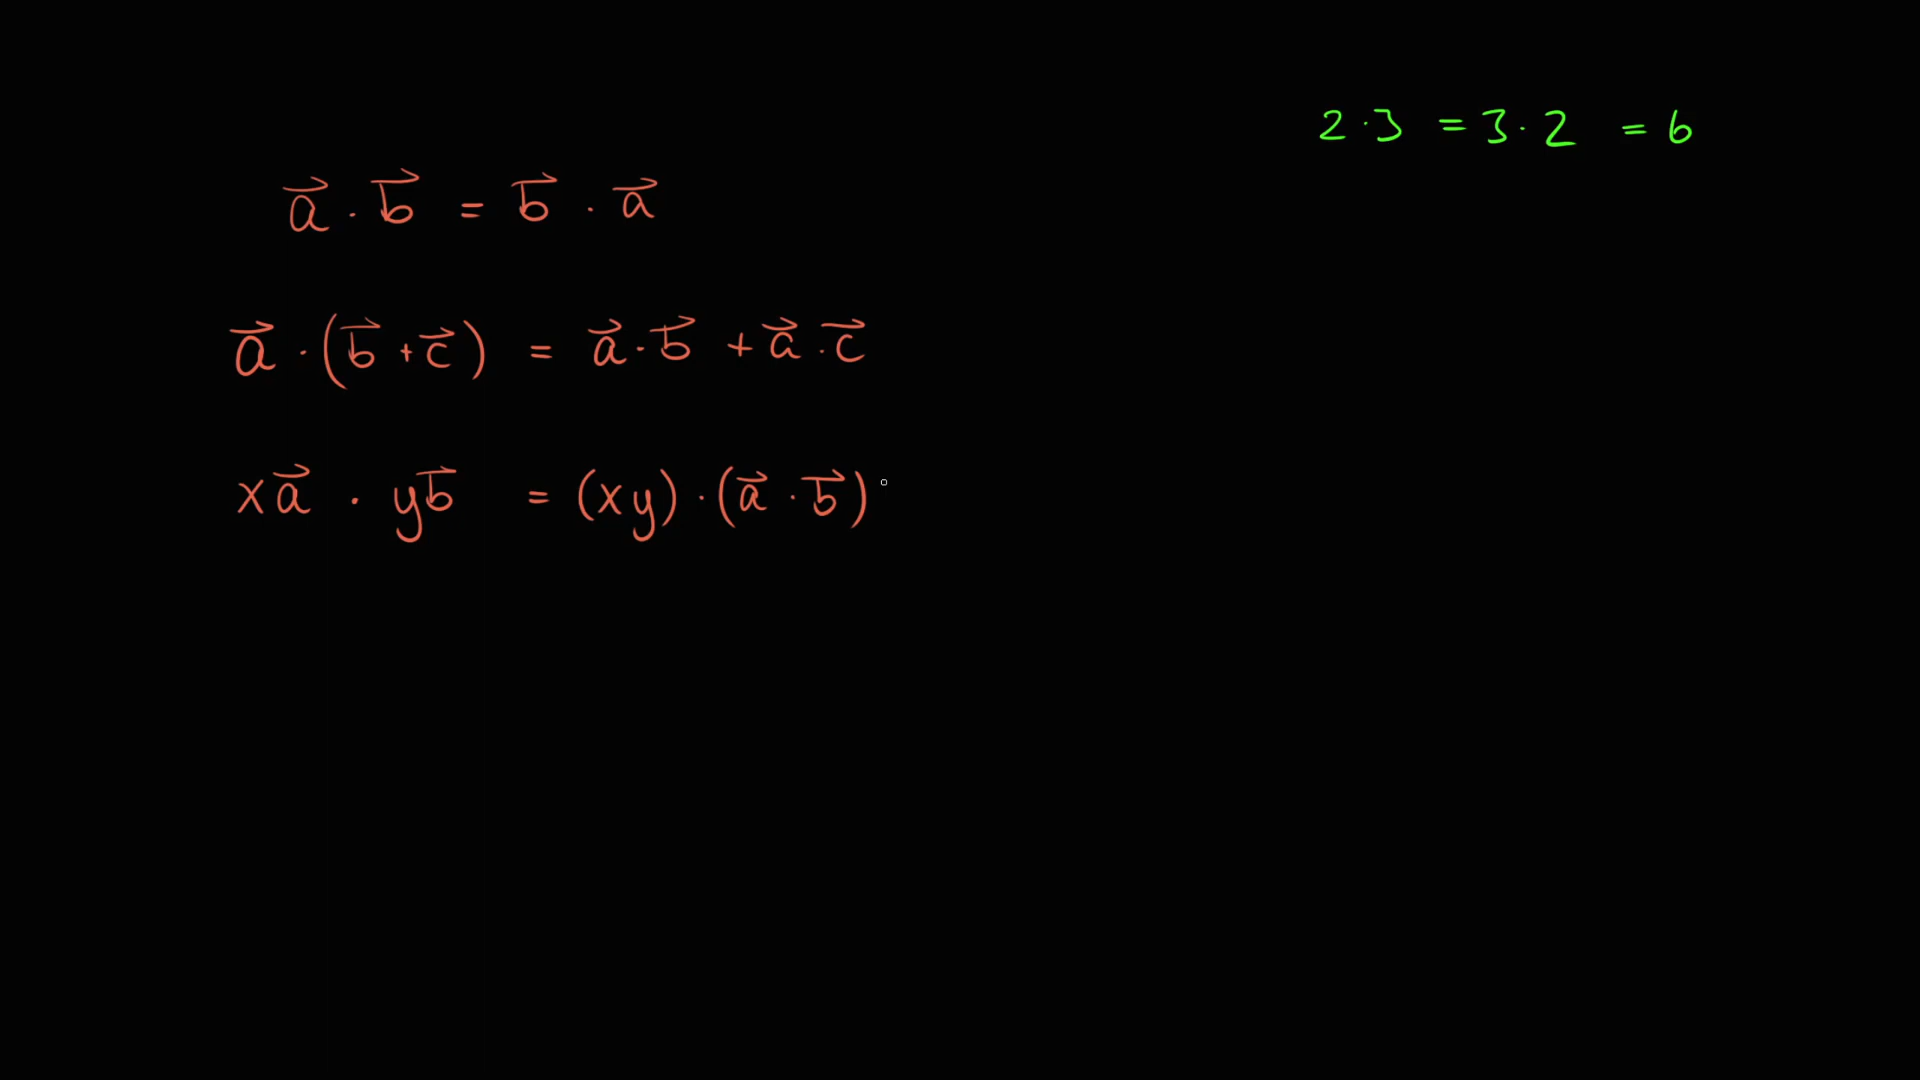 2·3 = 3·2 = 6
a⃗ · b⃗ = b⃗ · a⃗
a⃗ · (b⃗ + c⃗) = a⃗ · b⃗ + a⃗ · c⃗
xa⃗ · yb⃗ = (xy) · (a⃗ · b⃗)